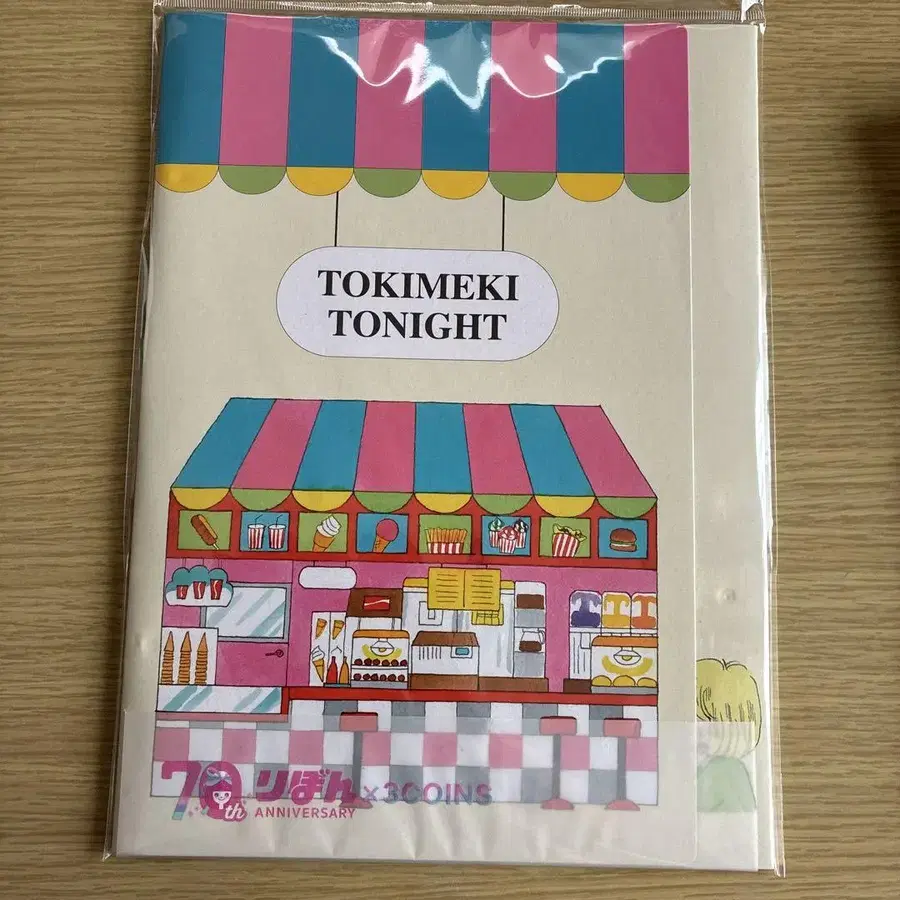 TOKIMEKI
TONIGHT
70th りぼん×3COINS
ANNIVERSARY